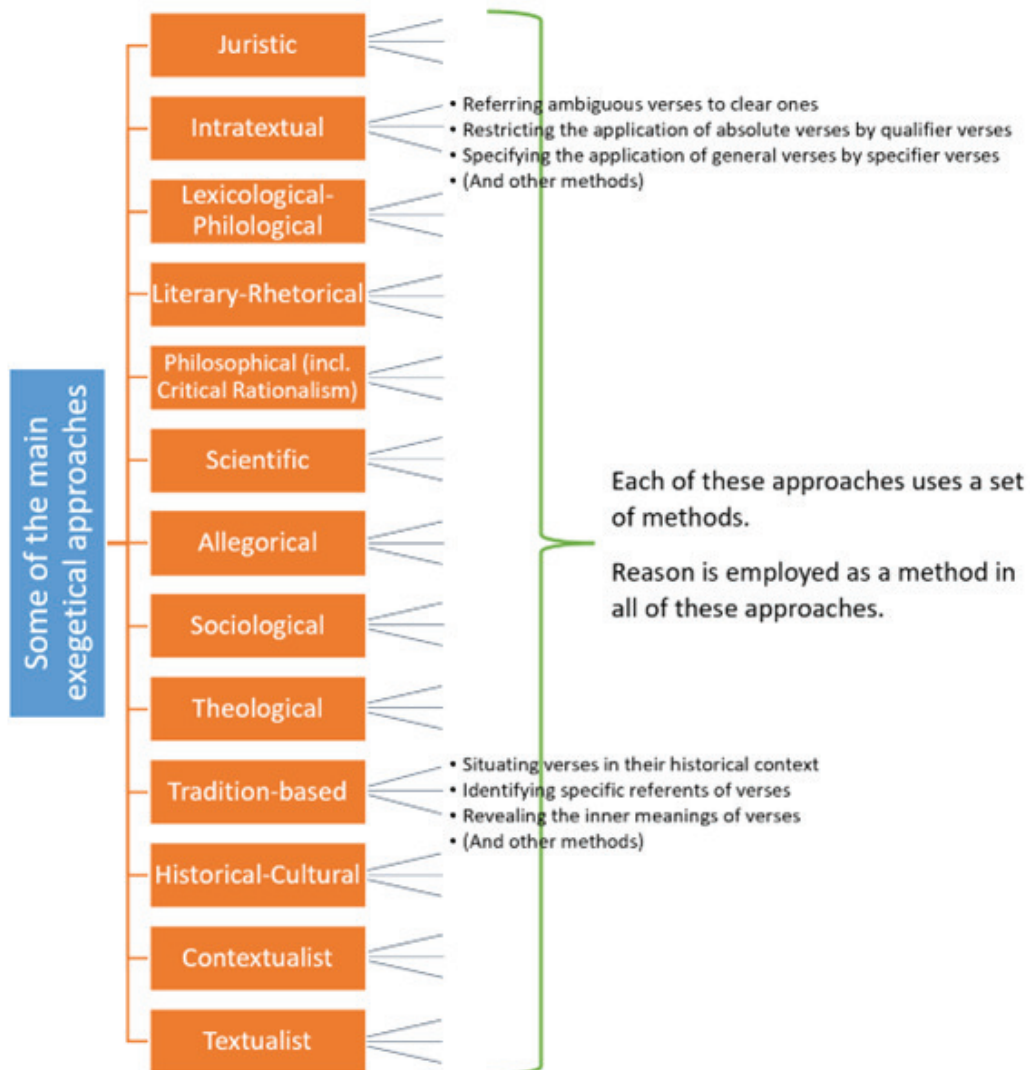 Some of the main
exegetical approaches
Juristic
Intratextual
• Referring ambiguous verses to clear ones
• Restricting the application of absolute verses by qualifier verses
• Specifying the application of general verses by specifier verses
• (And other methods)
Lexicological-
Philological
Literary-Rhetorical
Philosophical (incl.
Critical Rationalism)
Scientific
Allegorical
Sociological
Theological
Tradition-based
• Situating verses in their historical context
• Identifying specific referents of verses
• Revealing the inner meanings of verses
• (And other methods)
Historical-Cultural
Contextualist
Textualist
Each of these approaches uses a set
of methods.
Reason is employed as a method in
all of these approaches.